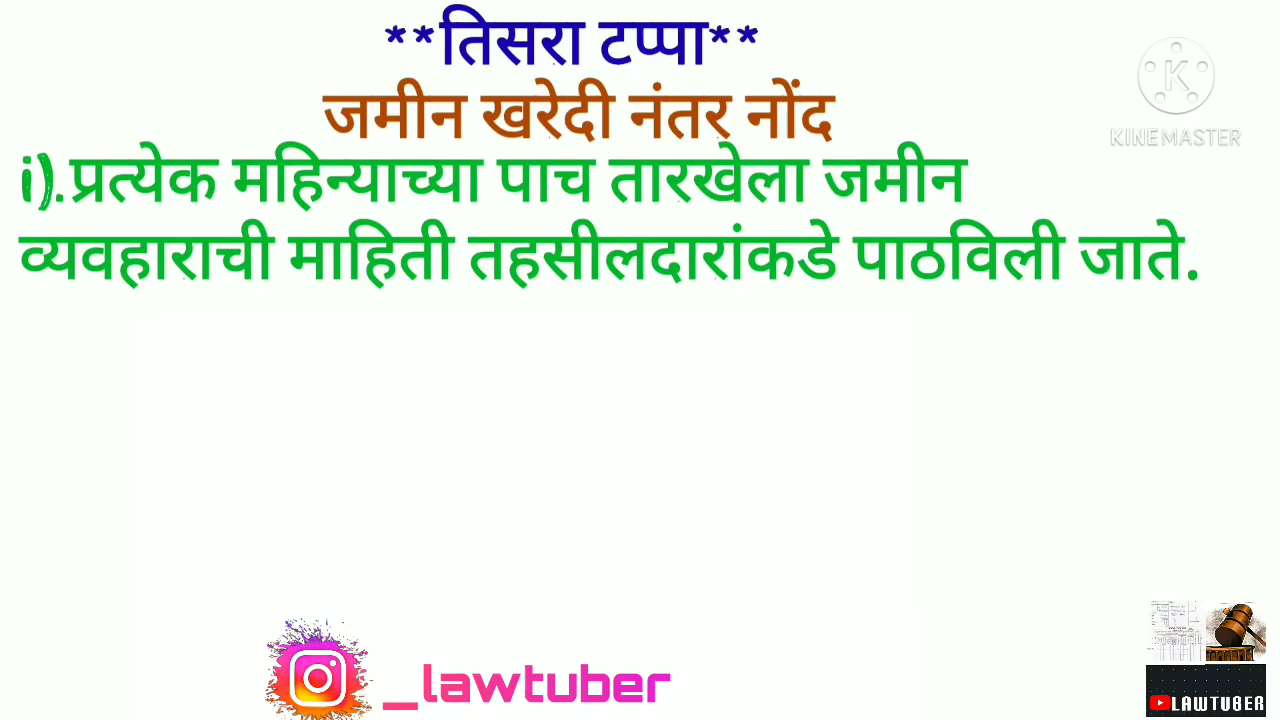 **तिसरा टप्पा**
जमीन खरेदी नंतर नोंद
K
KINEMASTER
i).प्रत्येक महिन्याच्या पाच तारखेला जमीन
व्यवहाराची माहिती तहसीलदारांकडे पाठविली जाते.
_lawtuber
LAWTUBER